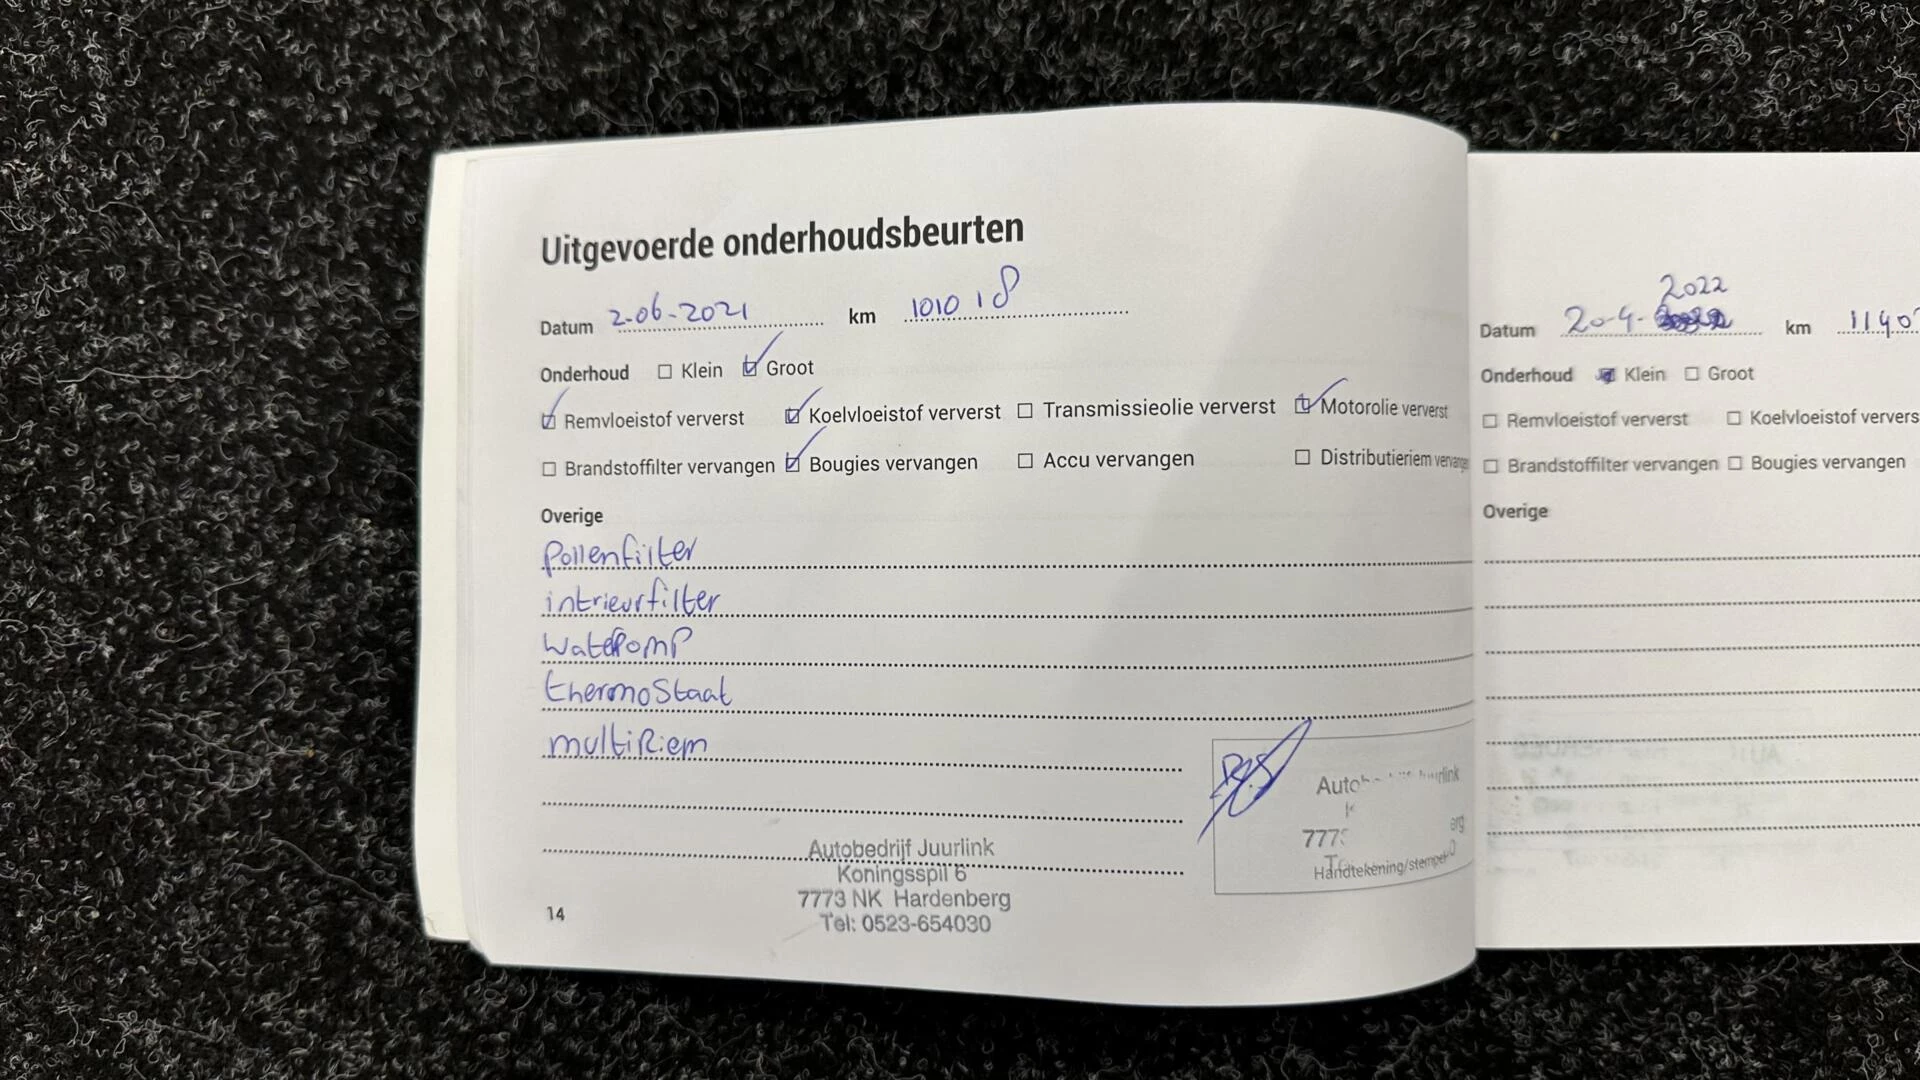 Uitgevoerde onderhoudsbeurten
Datum 2-06-2021 km 101018
Onderhoud ☐ Klein ☑ Groot
☑ Remvloeistof ververst ☑ Koelvloeistof ververst ☐ Transmissieolie ververst ☑ Motorolie ververst
☐ Brandstoffilter vervangen ☑ Bougies vervangen ☐ Accu vervangen ☐ Distributieriem vervangen
Overige
Pollenfilter
intrieurfilter
WatePomP
thermoStaat
multiRiem
Autobedrijf Juurlink
Koningsspil 6
7773 NK Hardenberg
Tel: 0523-654030
Handtekening/stempel
14
2022
Datum 20-4- km
Onderhoud ☑ Klein ☐ Groot
☐ Remvloeistof ververst ☐ Koelvloeistof ververs
☐ Brandstoffilter vervangen ☐ Bougies vervangen
Overige